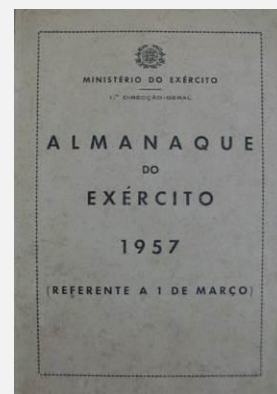 MINISTÉRIO DO EXÉRCITO
1.ª DIRECÇÃO-GERAL
ALMANAQUE
DO
EXÉRCITO
1957
(REFERENTE A 1 DE MARÇO)